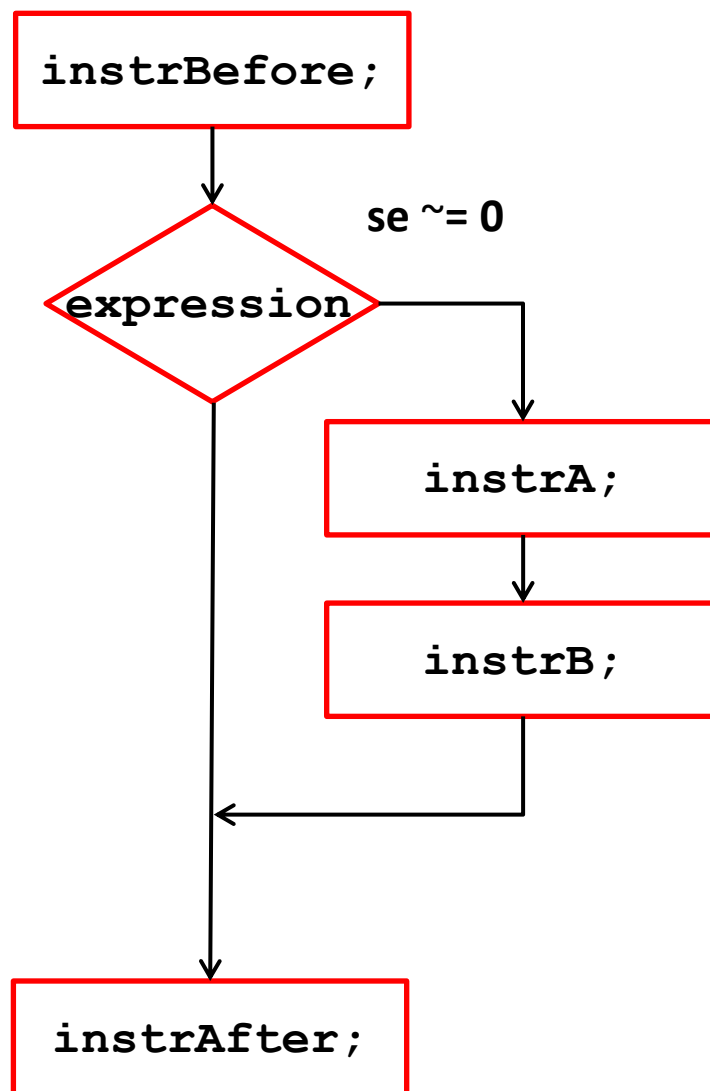 instrBefore;
se ~= 0
expression
instrA;
instrB;
instrAfter;